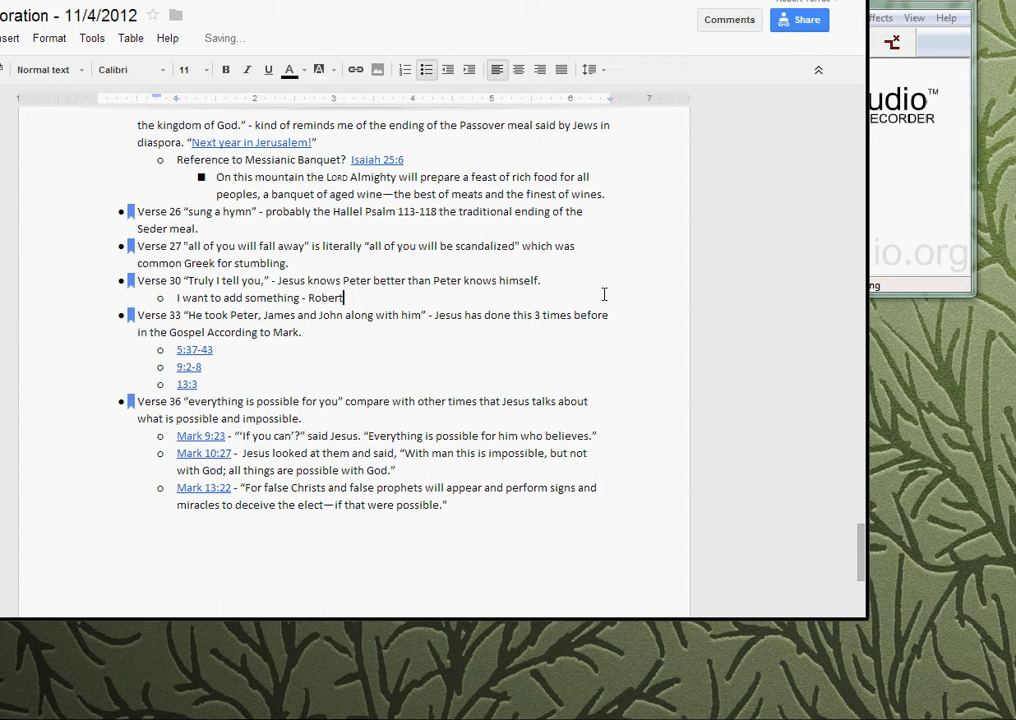 oration - 11/4/2012
Comments
Share
ffects View Help
nsert Format Tools Table Help Saving...
Normal text Calibri 11 B I U A A
1 2 3 4 5 6 7
udio™
RECORDER
the kingdom of God.” - kind of reminds me of the ending of the Passover meal said by Jews in
diaspora. “Next year in Jerusalem!”
o Reference to Messianic Banquet? Isaiah 25:6
■ On this mountain the LORD Almighty will prepare a feast of rich food for all
peoples, a banquet of aged wine—the best of meats and the finest of wines.
● Verse 26 “sung a hymn” - probably the Hallel Psalm 113-118 the traditional ending of the
Seder meal.
● Verse 27 "all of you will fall away" is literally “all of you will be scandalized" which was
common Greek for stumbling.
● Verse 30 “Truly I tell you,” - Jesus knows Peter better than Peter knows himself.
o I want to add something - Robert
● Verse 33 “He took Peter, James and John along with him” - Jesus has done this 3 times before
in the Gospel According to Mark.
o 5:37-43
o 9:2-8
o 13:3
● Verse 36 “everything is possible for you” compare with other times that Jesus talks about
what is possible and impossible.
o Mark 9:23 - “‘If you can’?” said Jesus. “Everything is possible for him who believes.”
o Mark 10:27 - Jesus looked at them and said, “With man this is impossible, but not
with God; all things are possible with God.”
o Mark 13:22 - “For false Christs and false prophets will appear and perform signs and
miracles to deceive the elect—if that were possible.”
io.org
ng